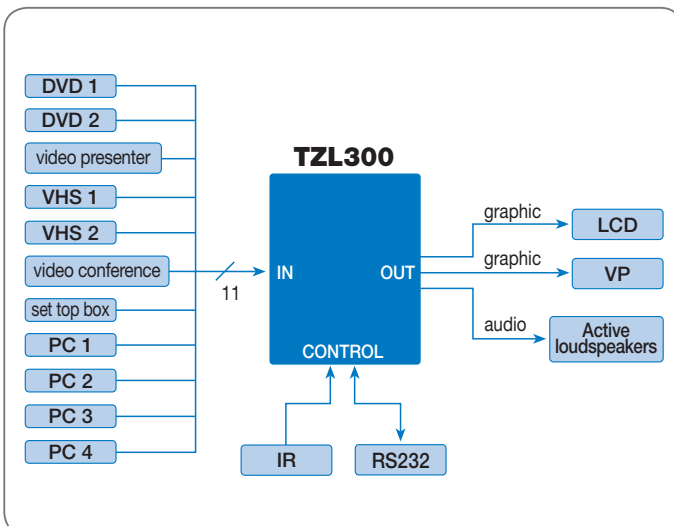 DVD 1
DVD 2
video presenter
VHS 1
VHS 2
video conference
set top box
PC 1
PC 2
PC 3
PC 4
11
TZL300
IN
OUT
CONTROL
IR
RS232
graphic
LCD
graphic
VP
audio
Active
loudspeakers